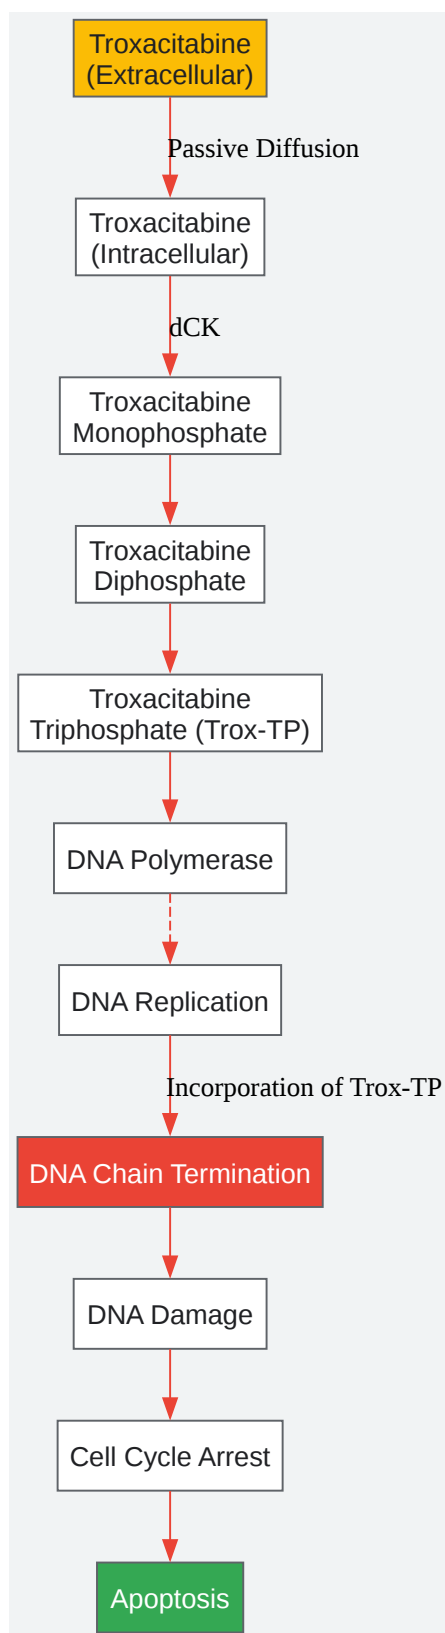 Troxacitabine
(Extracellular)
Passive Diffusion
Troxacitabine
(Intracellular)
dCK
Troxacitabine
Monophosphate
Troxacitabine
Diphosphate
Troxacitabine
Triphosphate (Trox-TP)
DNA Polymerase
DNA Replication
Incorporation of Trox-TP
DNA Chain Termination
DNA Damage
Cell Cycle Arrest
Apoptosis